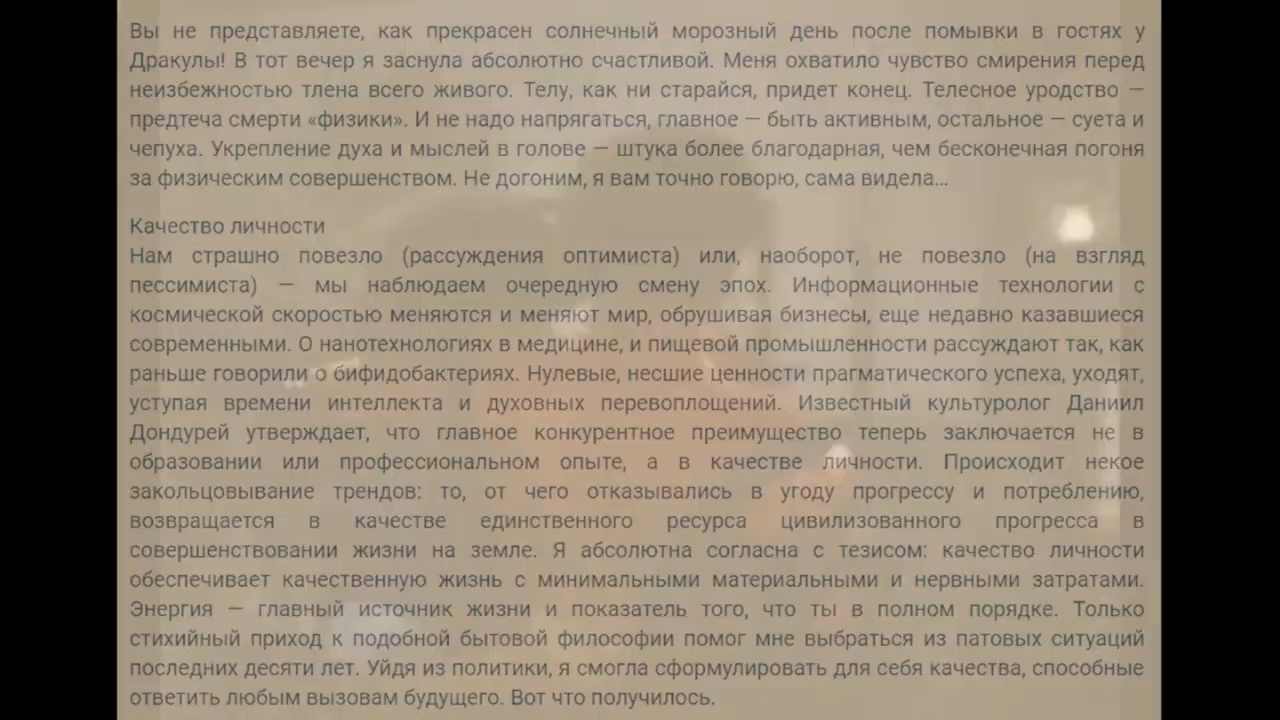 Вы не представляете, как прекрасен солнечный морозный день после помывки в гостях у
Дракулы! В тот вечер я заснула абсолютно счастливой. Меня охватило чувство смирения перед
неизбежностью тлена всего живого. Телу, как ни старайся, придет конец. Телесное уродство —
предтеча смерти «физики». И не надо напрягаться, главное — быть активным, остальное — суета и
чепуха. Укрепление духа и мыслей в голове — штука более благодарная, чем бесконечная погоня
за физическим совершенством. Не догоним, я вам точно говорю, сама видела…
Качество личности
Нам страшно повезло (рассуждения оптимиста) или, наоборот, не повезло (на взгляд
пессимиста) — мы наблюдаем очередную смену эпох. Информационные технологии с
космической скоростью меняются и меняют мир, обрушивая бизнесы, еще недавно казавшиеся
современными. О нанотехнологиях в медицине, и пищевой промышленности рассуждают так, как
раньше говорили о бифидобактериях. Нулевые, несшие ценности прагматического успеха, уходят,
уступая времени интеллекта и духовных перевоплощений. Известный культуролог Даниил
Дондурей утверждает, что главное конкурентное преимущество теперь заключается не в
образовании или профессиональном опыте, а в качестве личности. Происходит некое
закольцовывание трендов: то, от чего отказывались в угоду прогрессу и потреблению,
возвращается в качестве единственного ресурса цивилизованного прогресса в
совершенствовании жизни на земле. Я абсолютна согласна с тезисом: качество личности
обеспечивает качественную жизнь с минимальными материальными и нервными затратами.
Энергия — главный источник жизни и показатель того, что ты в полном порядке. Только
стихийный приход к подобной бытовой философии помог мне выбраться из патовых ситуаций
последних десяти лет. Уйдя из политики, я смогла сформулировать для себя качества, способные
ответить любым вызовам будущего. Вот что получилось.